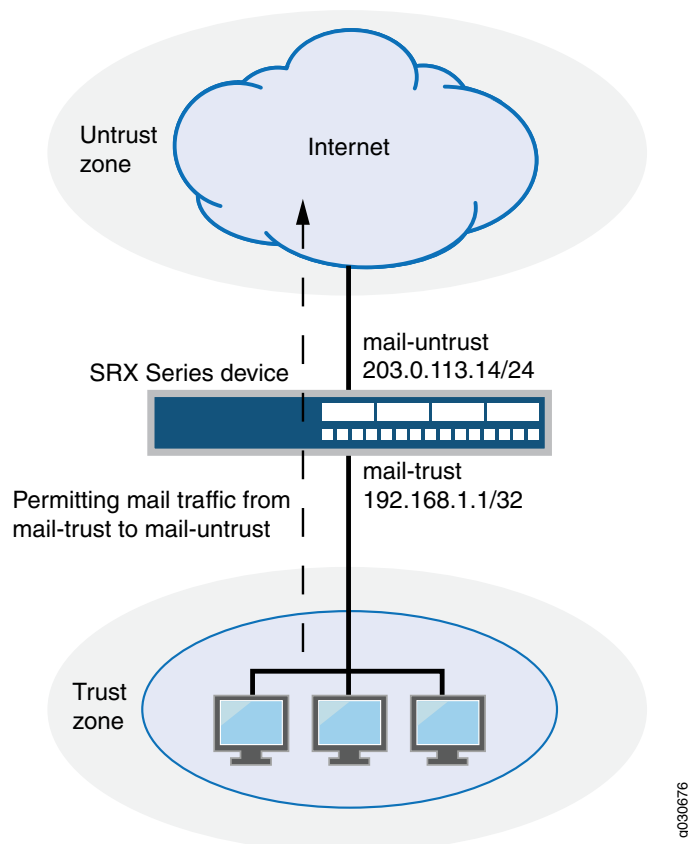 Untrust
zone
Internet
mail-untrust
203.0.113.14/24
SRX Series device
mail-trust
192.168.1.1/32
Permitting mail traffic from
mail-trust to mail-untrust
Trust
zone
g030676